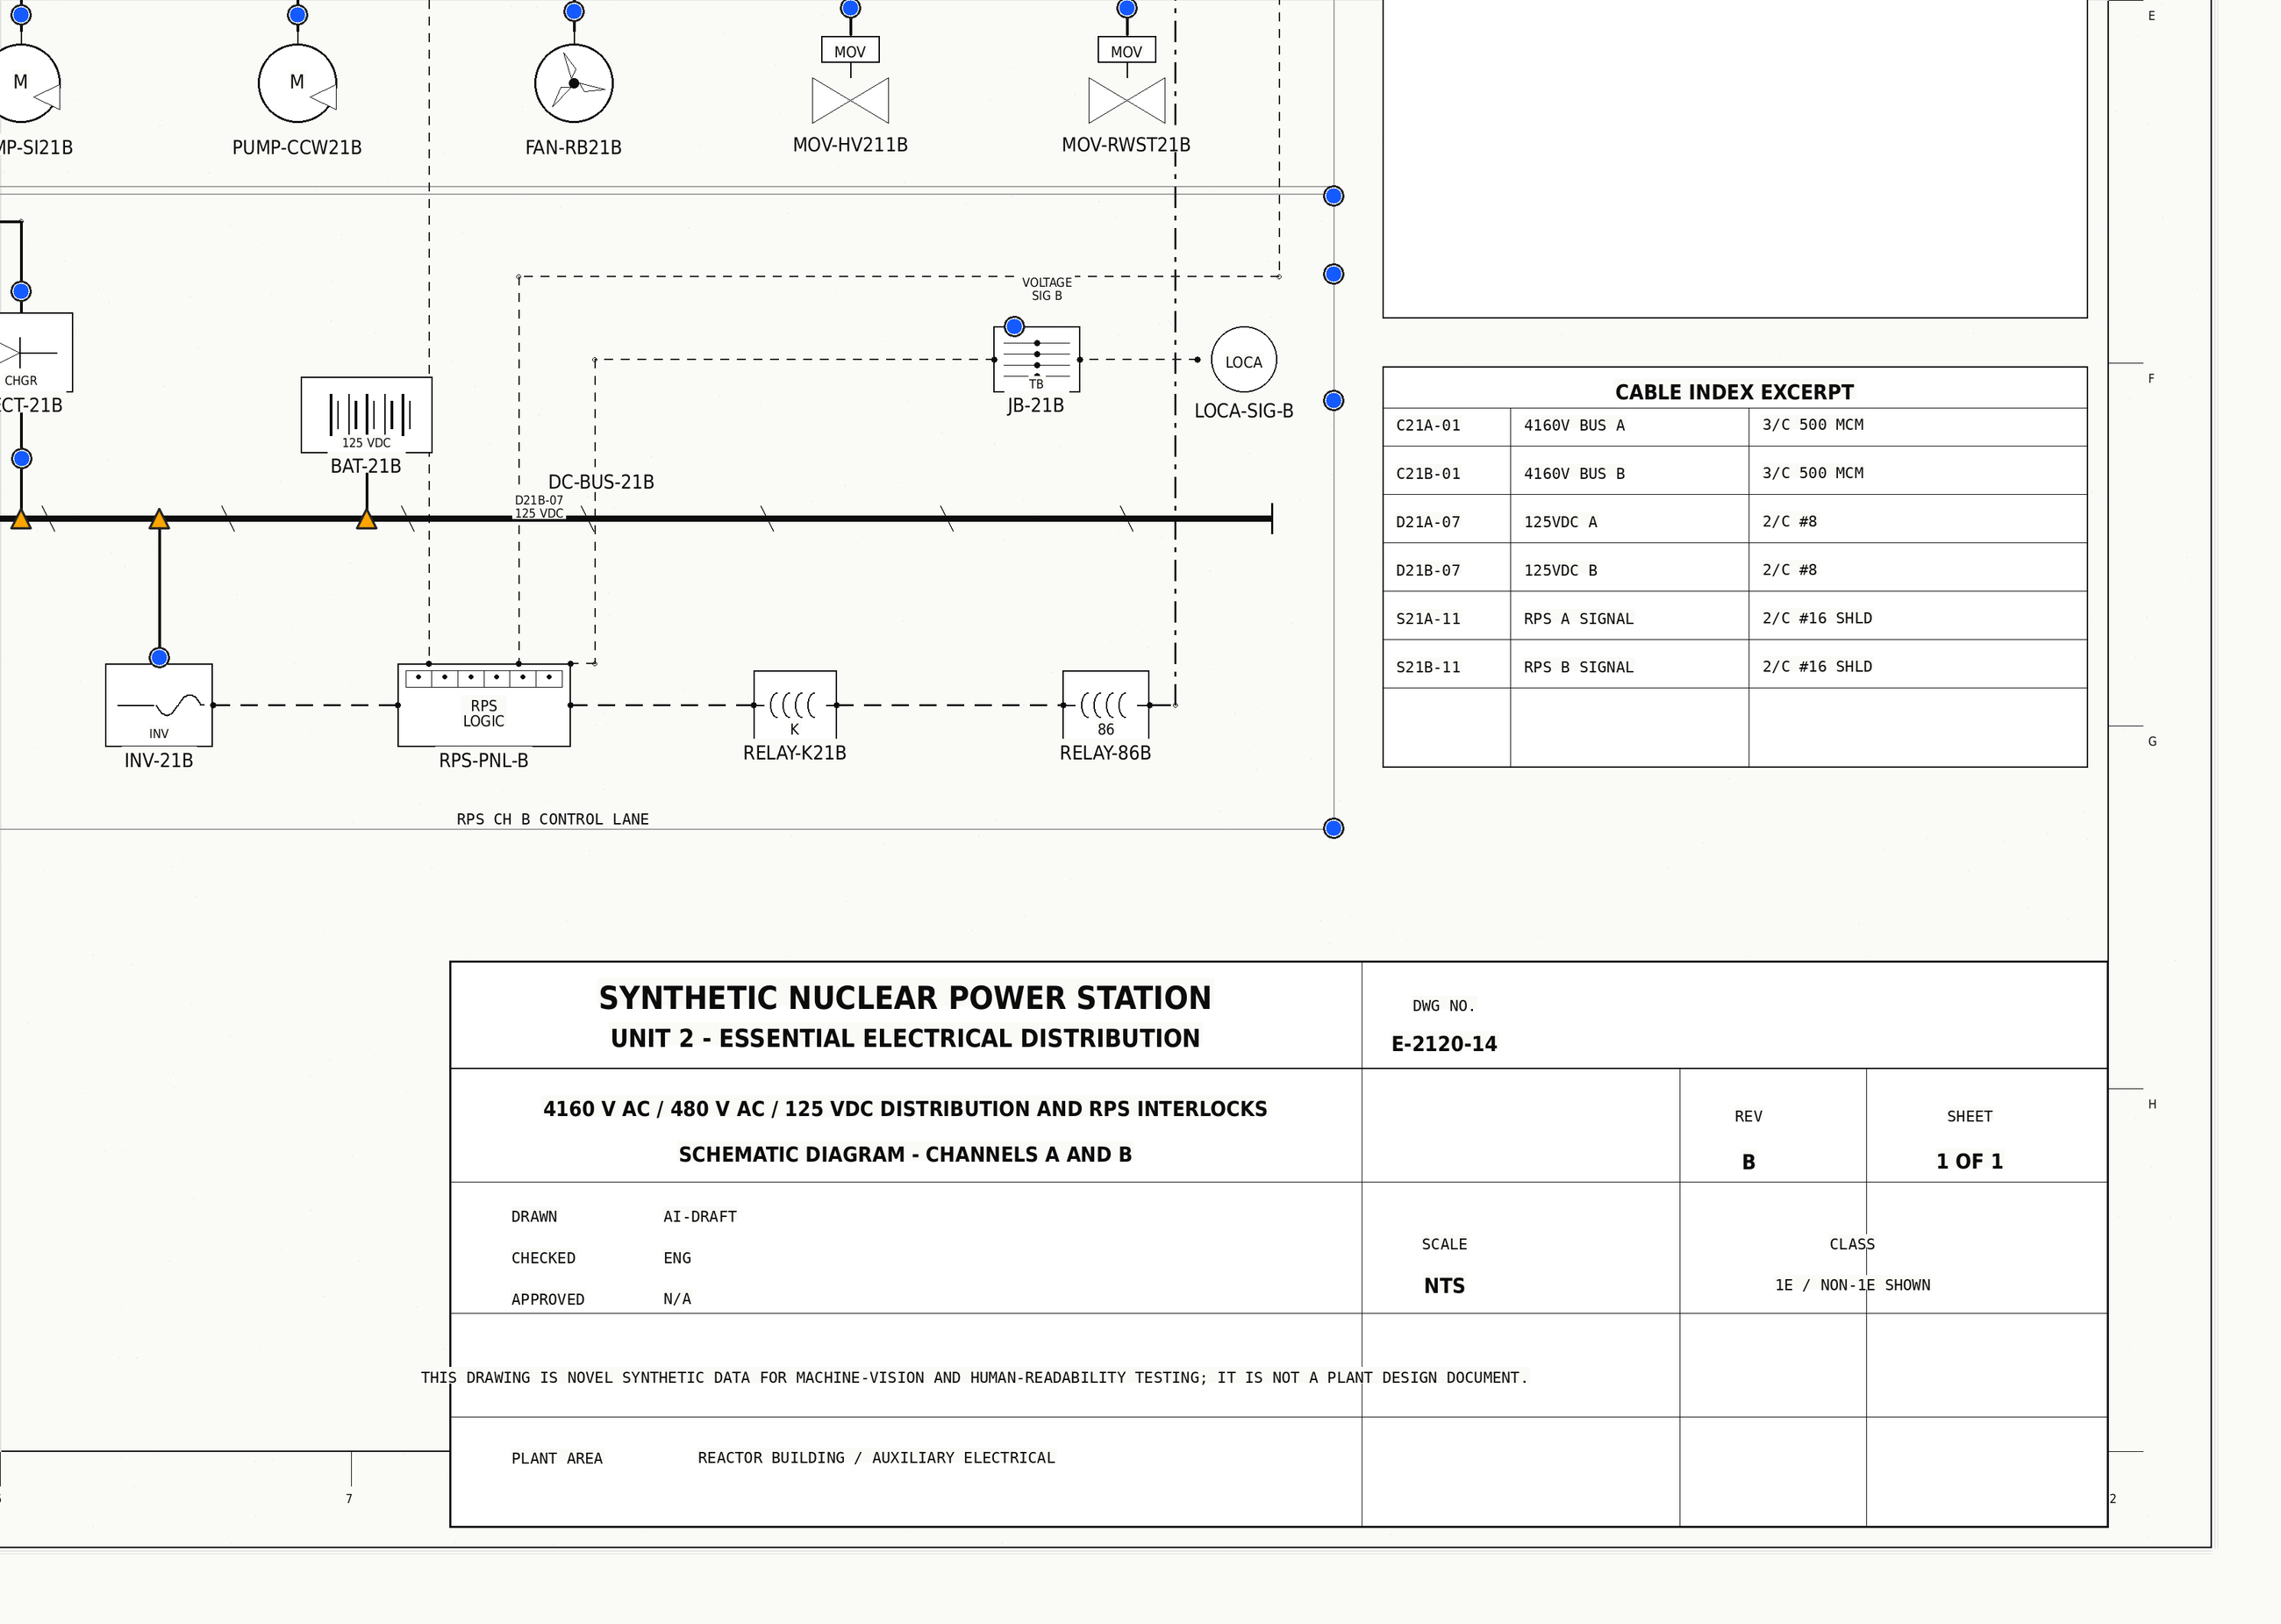 E
MOV
MOV
M
M
MP-SI21B
PUMP-CCW21B
FAN-RB21B
MOV-HV211B
MOV-RWST21B
VOLTAGE
SIG B
CHGR
ECT-21B
TB
JB-21B
LOCA
LOCA-SIG-B
125 VDC
BAT-21B
DC-BUS-21B
D21B-07
125 VDC
INV
INV-21B
RPS
LOGIC
RPS-PNL-B
K
RELAY-K21B
86
RELAY-86B
RPS CH B CONTROL LANE
F
CABLE INDEX EXCERPT
C21A-01 4160V BUS A 3/C 500 MCM
C21B-01 4160V BUS B 3/C 500 MCM
D21A-07 125VDC A 2/C #8
D21B-07 125VDC B 2/C #8
S21A-11 RPS A SIGNAL 2/C #16 SHLD
S21B-11 RPS B SIGNAL 2/C #16 SHLD
G
SYNTHETIC NUCLEAR POWER STATION
UNIT 2 - ESSENTIAL ELECTRICAL DISTRIBUTION
DWG NO.
E-2120-14
4160 V AC / 480 V AC / 125 VDC DISTRIBUTION AND RPS INTERLOCKS
SCHEMATIC DIAGRAM - CHANNELS A AND B
REV
B
SHEET
1 OF 1
H
DRAWN AI-DRAFT
CHECKED ENG
APPROVED N/A
SCALE
NTS
CLASS
1E / NON-1E SHOWN
THIS DRAWING IS NOVEL SYNTHETIC DATA FOR MACHINE-VISION AND HUMAN-READABILITY TESTING; IT IS NOT A PLANT DESIGN DOCUMENT.
PLANT AREA REACTOR BUILDING / AUXILIARY ELECTRICAL
7
2